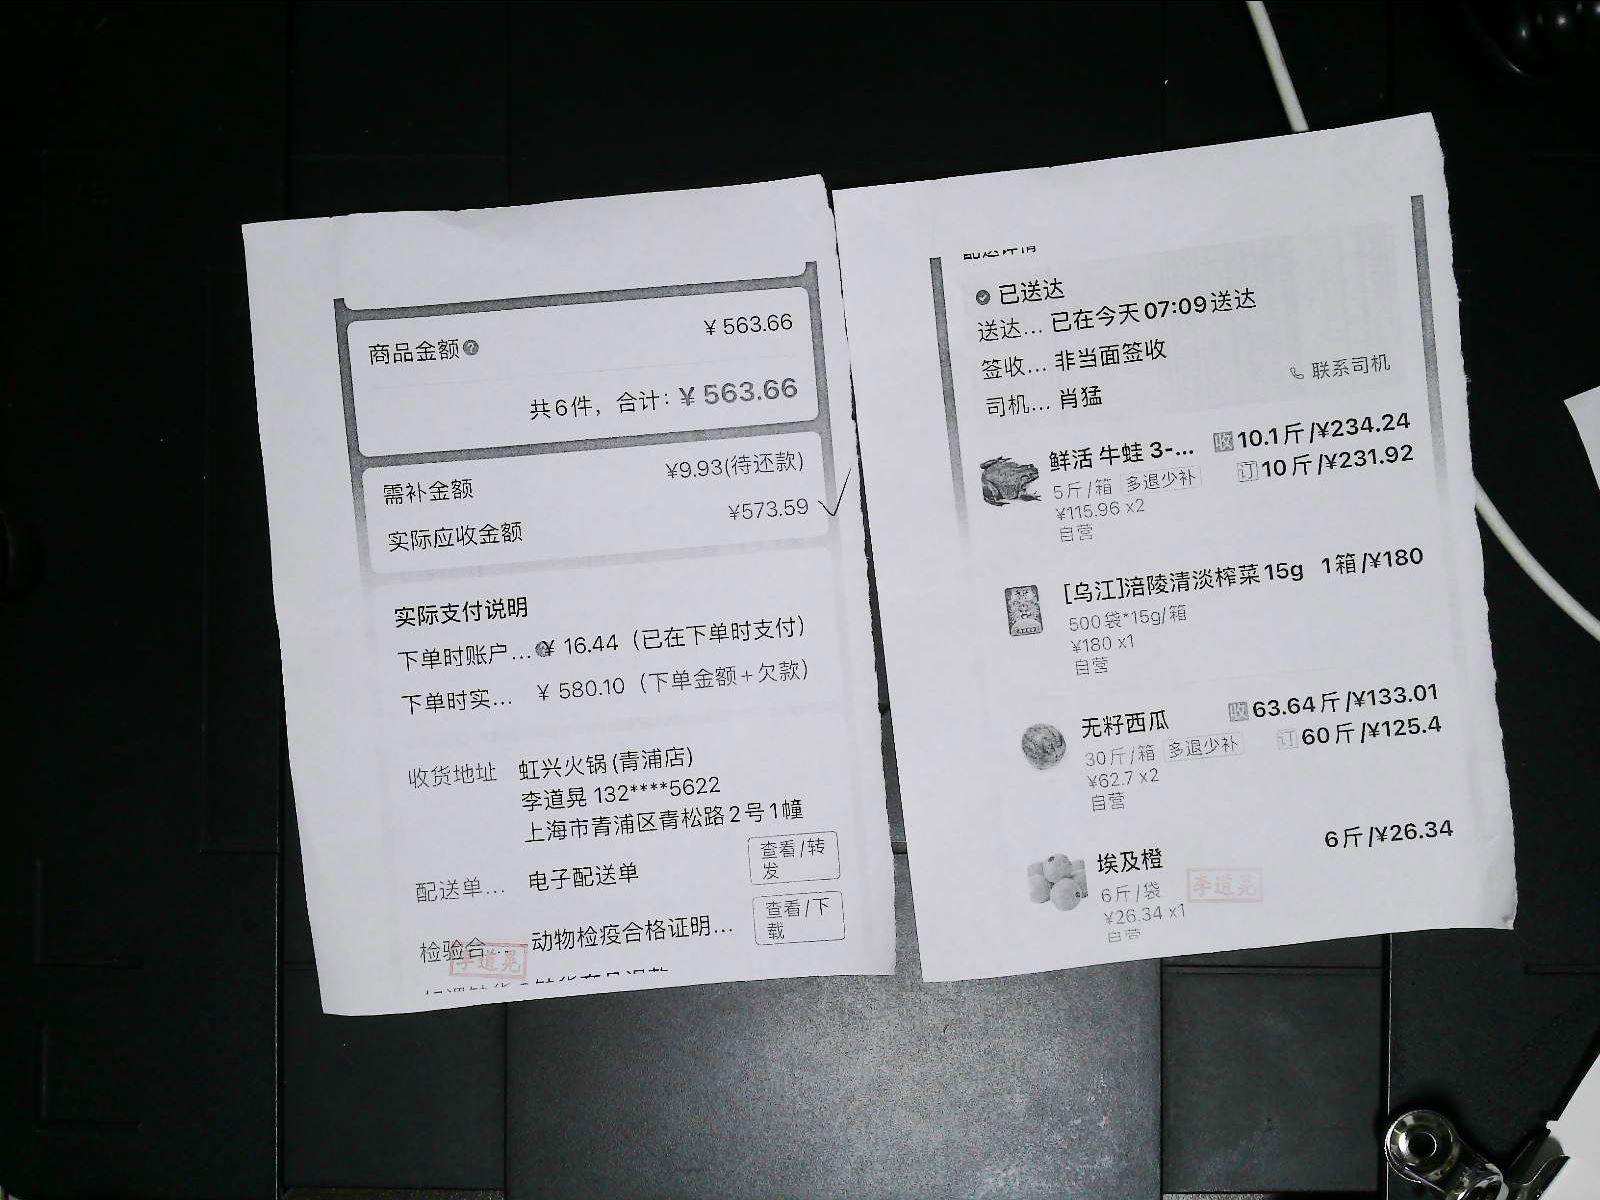 商品金额 ¥ 563.66
共6件，合计：¥ 563.66
需补金额 ¥9.93(待还款)
实际应收金额 ¥573.59
实际支付说明
下单时账户... ¥ 16.44（已在下单时支付）
下单时实... ¥ 580.10（下单金额+欠款）
收货地址 虹兴火锅(青浦店)
李道晃 132****5622
上海市青浦区青松路2号1幢
配送单... 电子配送单 查看/转
发
检验合... 动物检疫合格证明... 查看/下
载
李道晃
配送详情
已送达
送达... 已在今天07:09送达
签收... 非当面签收
司机... 肖猛 联系司机
鲜活 牛蛙 3-... 收 10.1斤/¥234.24
5斤/箱 多退少补 订 10斤/¥231.92
¥115.96 x2
自营
[乌江]涪陵清淡榨菜15g 1箱/¥180
500袋*15g/箱
¥180 x1
自营
无籽西瓜 收 63.64斤/¥133.01
30斤/箱 多退少补 订 60斤/¥125.4
¥62.7 x2
自营
埃及橙 6斤/¥26.34
6斤/袋
¥26.34 x1
自营
李道晃